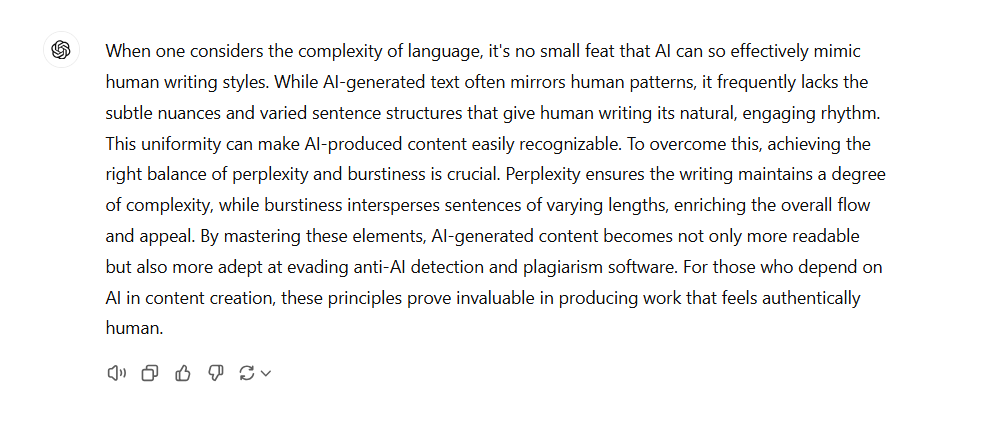 When one considers the complexity of language, it's no small feat that AI can so effectively mimic
human writing styles. While AI-generated text often mirrors human patterns, it frequently lacks the
subtle nuances and varied sentence structures that give human writing its natural, engaging rhythm.
This uniformity can make AI-produced content easily recognizable. To overcome this, achieving the
right balance of perplexity and burstiness is crucial. Perplexity ensures the writing maintains a degree
of complexity, while burstiness intersperses sentences of varying lengths, enriching the overall flow
and appeal. By mastering these elements, AI-generated content becomes not only more readable
but also more adept at evading anti-AI detection and plagiarism software. For those who depend on
AI in content creation, these principles prove invaluable in producing work that feels authentically
human.